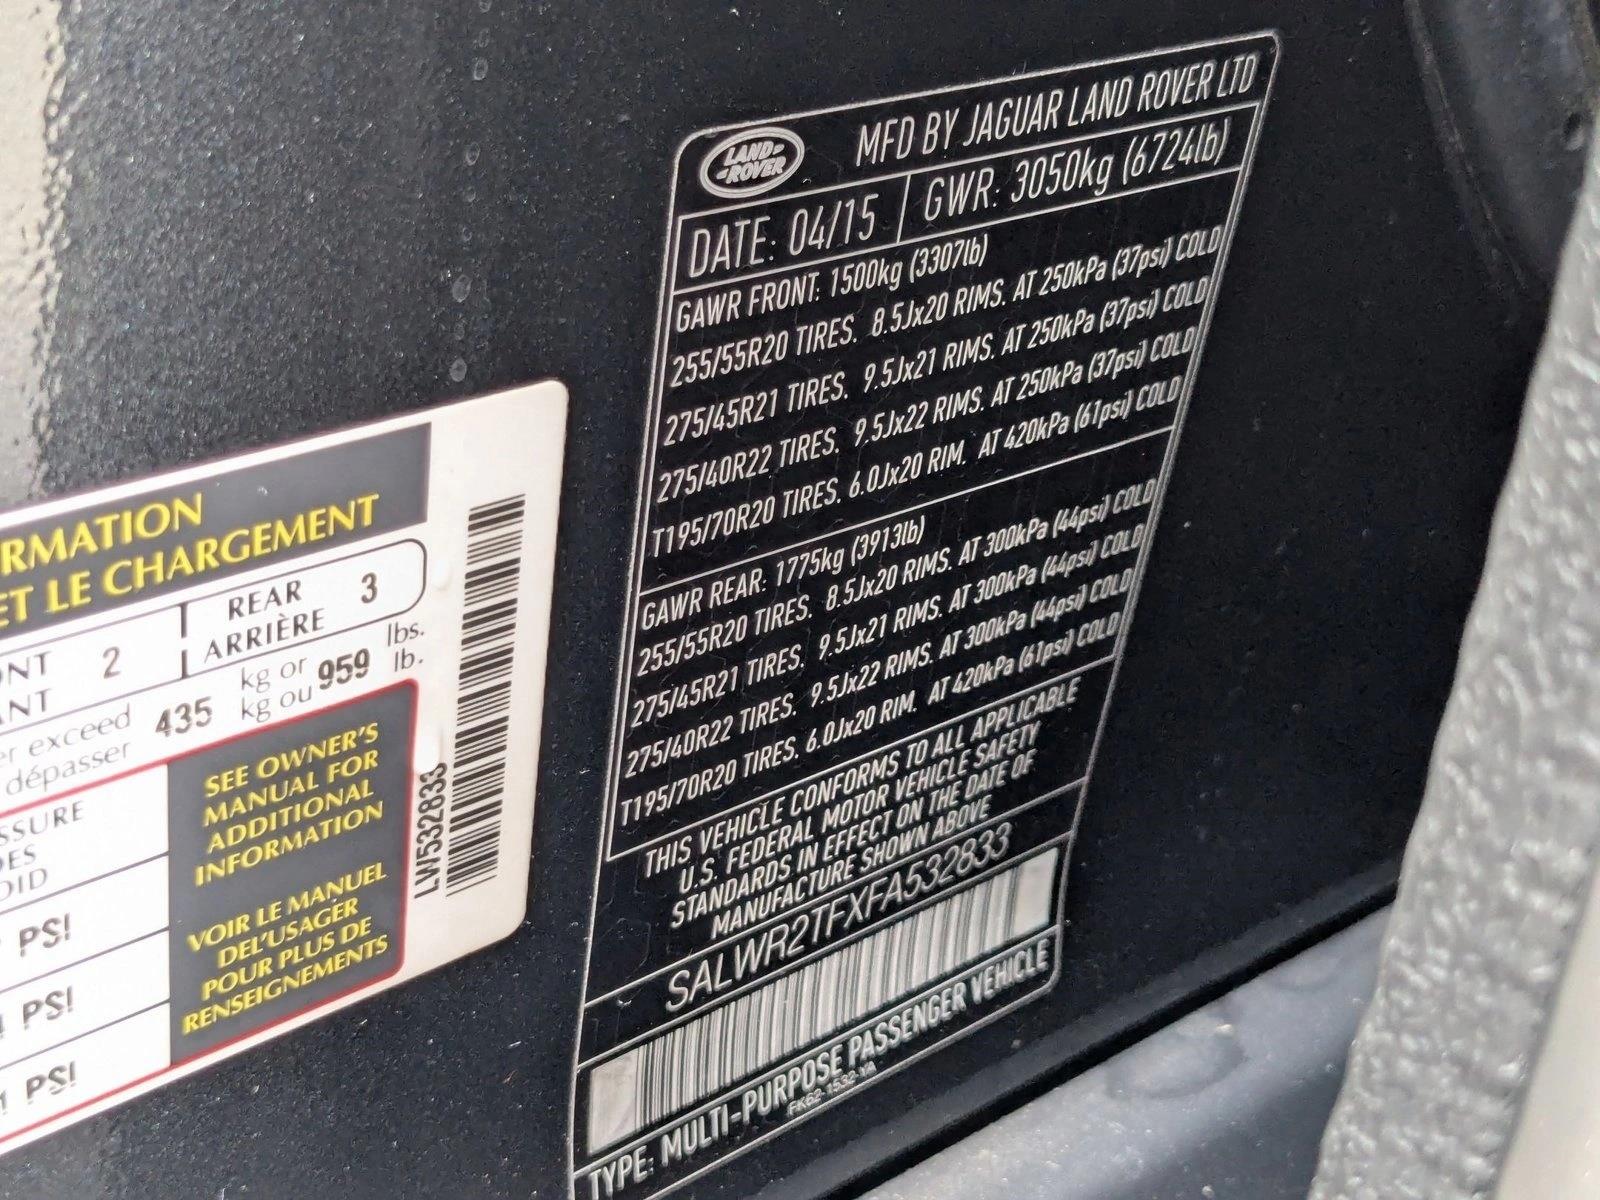 RMATION
ET LE CHARGEMENT
2
REAR
ARRIÈRE
3
er exceed
dépasser
435
kg or
kg ou
959
lbs.
lb.
SEE OWNER'S
MANUAL FOR
ADDITIONAL
INFORMATION
VOIR LE MANUEL
DEL'USAGER
POUR PLUS DE
RENSEIGNEMENTS
PSI
PSI
PSI
LW532833
LAND
ROVER
MFD BY JAGUAR LAND ROVER LTD
DATE: 04/15 GWR: 3050kg (6724lb)
GAWR FRONT: 1500kg (3307lb)
255/55R20 TIRES. 8.5Jx20 RIMS. AT 250kPa (37psi) COLD
275/45R21 TIRES. 9.5Jx21 RIMS. AT 250kPa (37psi) COLD
275/40R22 TIRES. 9.5Jx22 RIMS. AT 250kPa (37psi) COLD
T195/70R20 TIRES. 6.0Jx20 RIM. AT 420kPa (61psi) COLD
GAWR REAR: 1775kg (3913lb)
255/55R20 TIRES. 8.5Jx20 RIMS. AT 300kPa (44psi) COLD
275/45R21 TIRES. 9.5Jx21 RIMS. AT 300kPa (44psi) COLD
275/40R22 TIRES. 9.5Jx22 RIMS. AT 300kPa (44psi) COLD
T195/70R20 TIRES. 6.0Jx20 RIM. AT 420kPa (61psi) COLD
THIS VEHICLE CONFORMS TO ALL APPLICABLE
U.S. FEDERAL MOTOR VEHICLE SAFETY
STANDARDS IN EFFECT ON THE DATE OF
MANUFACTURE SHOWN ABOVE
SALWR2TFXFA532833
TYPE: MULTI-PURPOSE PASSENGER VEHICLE
FK62-1532-YA